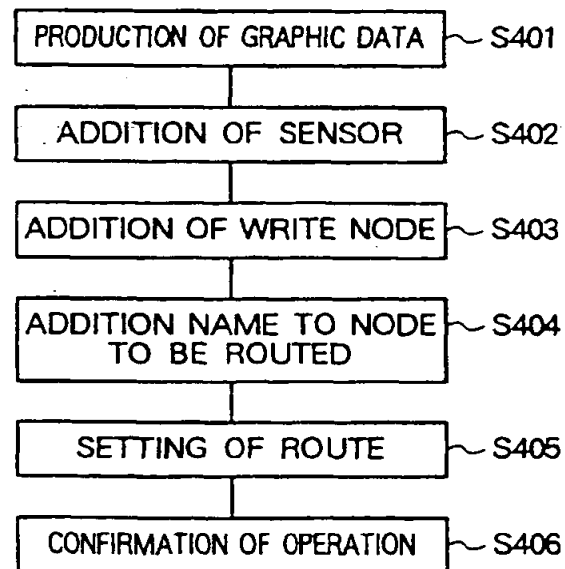 PRODUCTION OF GRAPHIC DATA S401
ADDITION OF SENSOR S402
ADDITION OF WRITE NODE S403
ADDITION NAME TO NODE S404
TO BE ROUTED
SETTING OF ROUTE S405
CONFIRMATION OF OPERATION S406